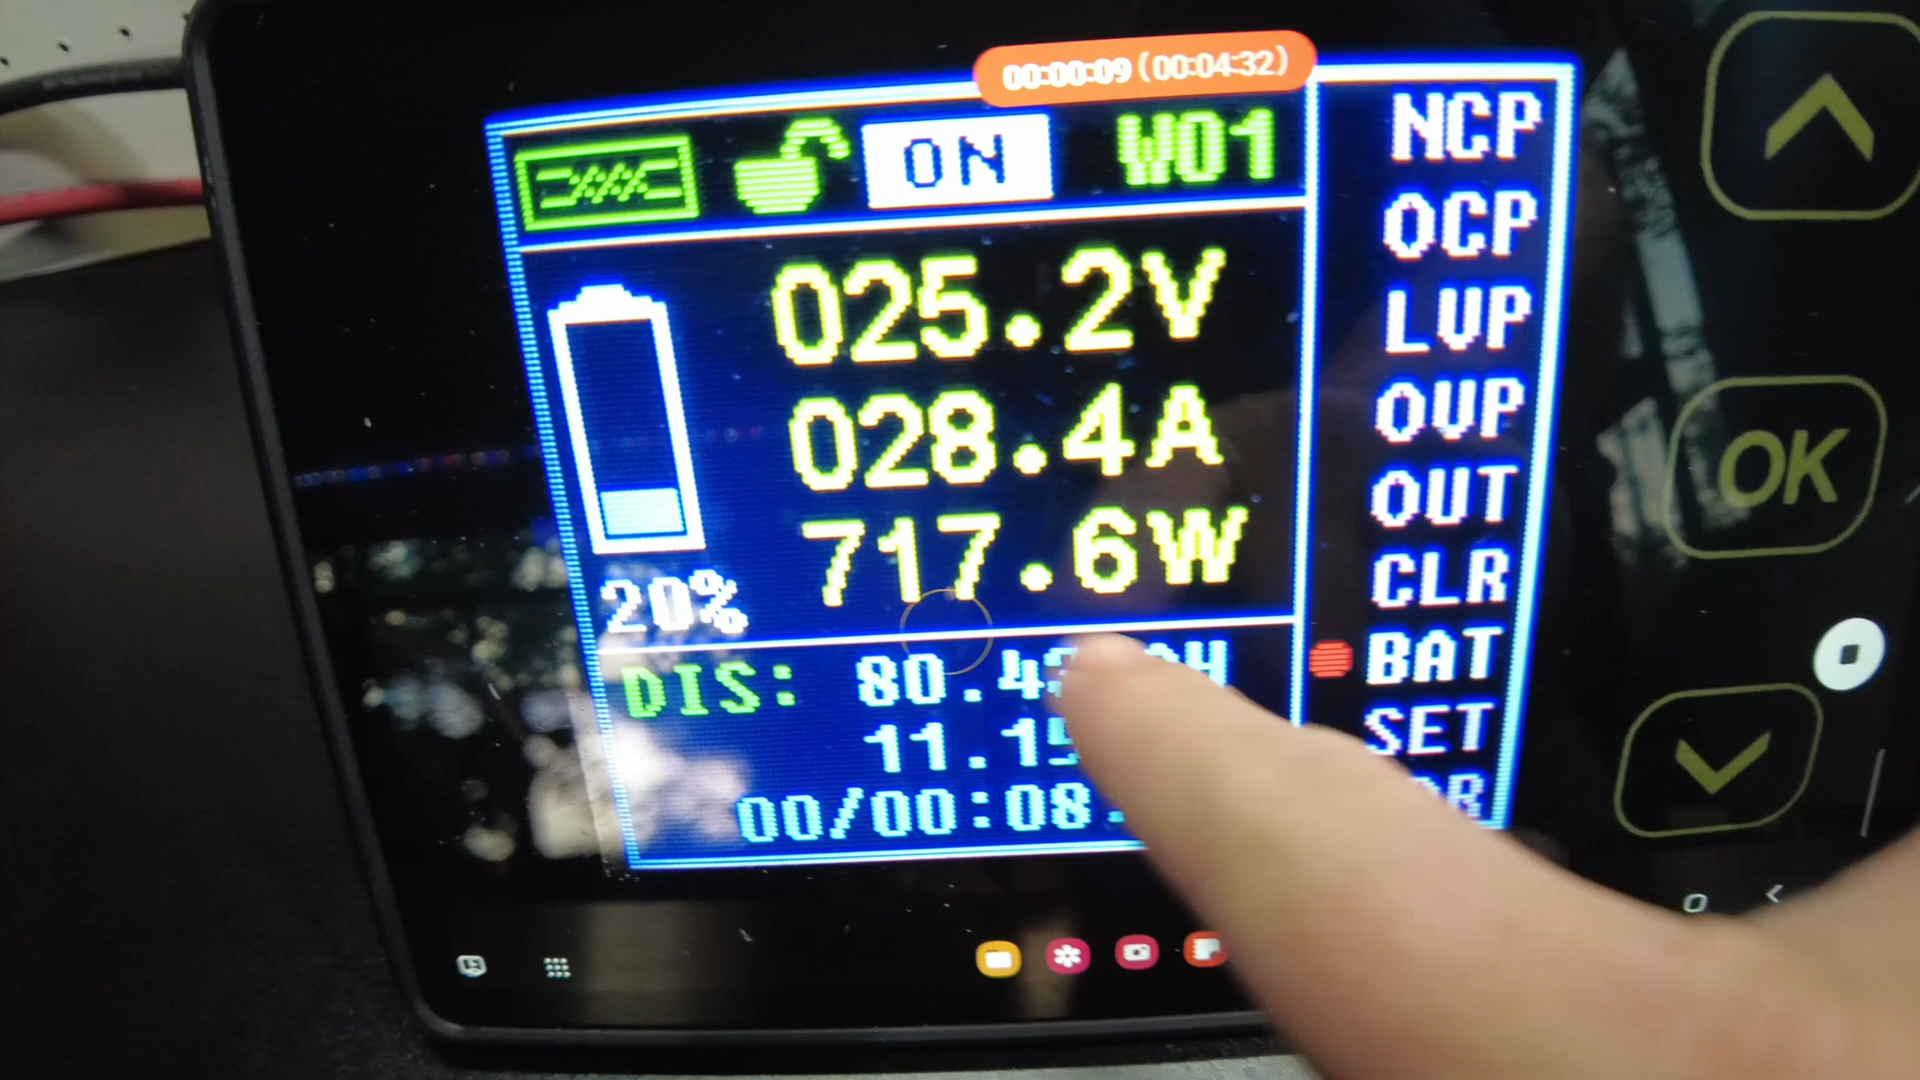 00:00:09 (00:04:32)
ON W01
025.2V
028.4A
717.6W
20%
DIS: 80.4
11.1
00/00:08
NCP
OCP
LVP
OVP
OUT
CLR
BAT
SET
OK